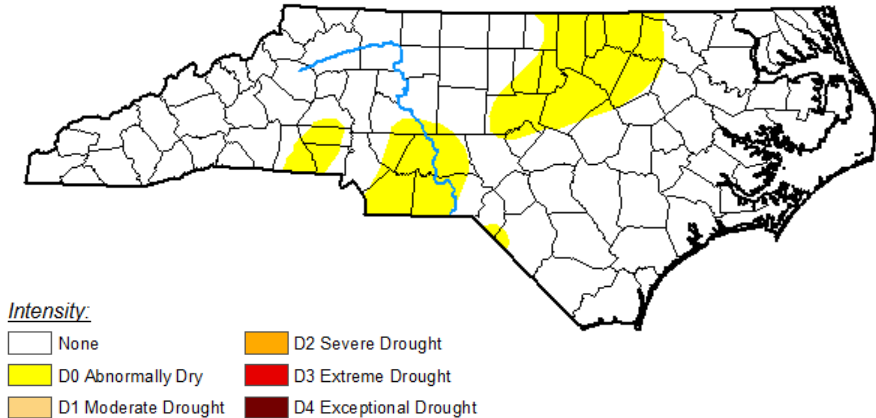 Intensity:
None
D0 Abnormally Dry
D1 Moderate Drought
D2 Severe Drought
D3 Extreme Drought
D4 Exceptional Drought